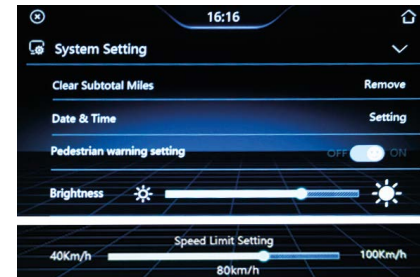 16:16
System Setting
Clear Subtotal Miles Remove
Date & Time Setting
Pedestrian warning setting OFF ON
Brightness
Speed Limit Setting
40Km/h 100Km/h
80km/h